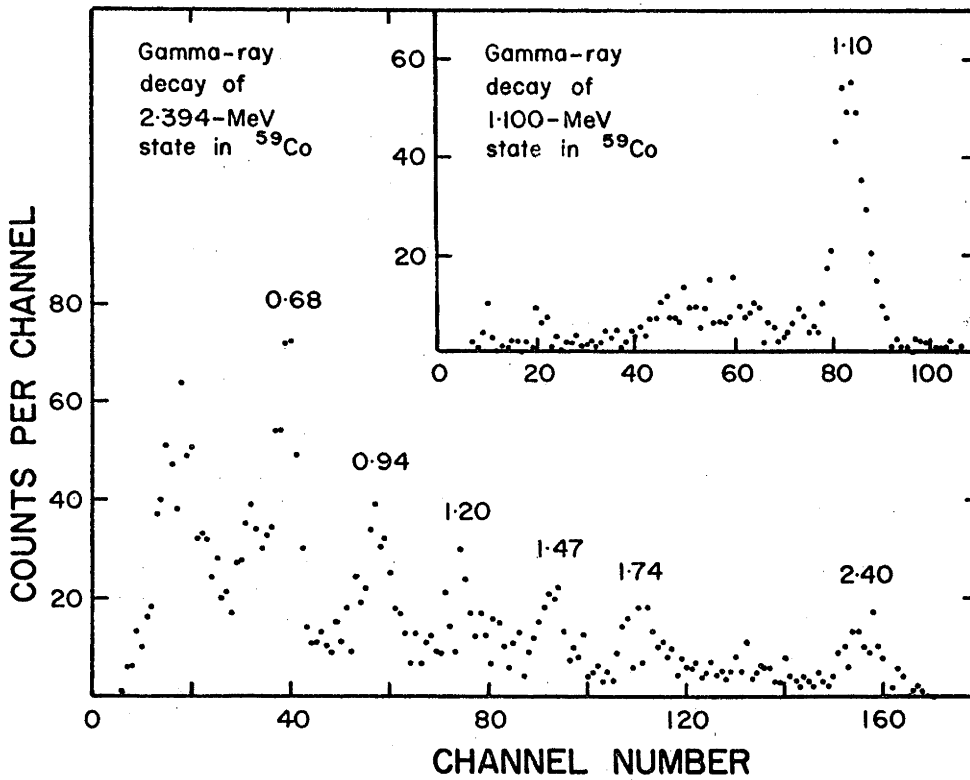 Gamma-ray
decay of
2·394-MeV
state in ⁵⁹Co
Gamma-ray
decay of
1·100-MeV
state in ⁵⁹Co
1·10
60
40
20
0 20 40 60 80 100
COUNTS PER CHANNEL
80
60
40
20
0·68
0·94
1·20
1·47
1·74
2·40
0 40 80 120 160
CHANNEL NUMBER